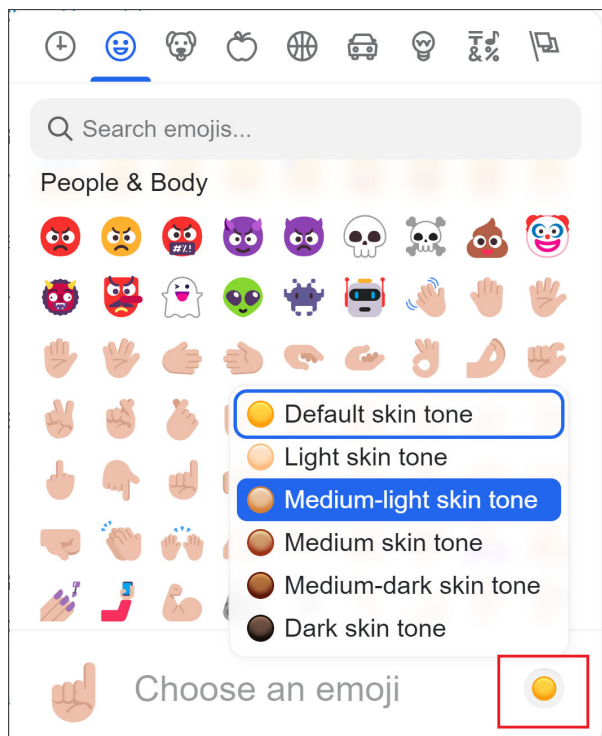 Search emojis...
People & Body
#%!
Default skin tone
Light skin tone
Medium-light skin tone
Medium skin tone
Medium-dark skin tone
Dark skin tone
Choose an emoji